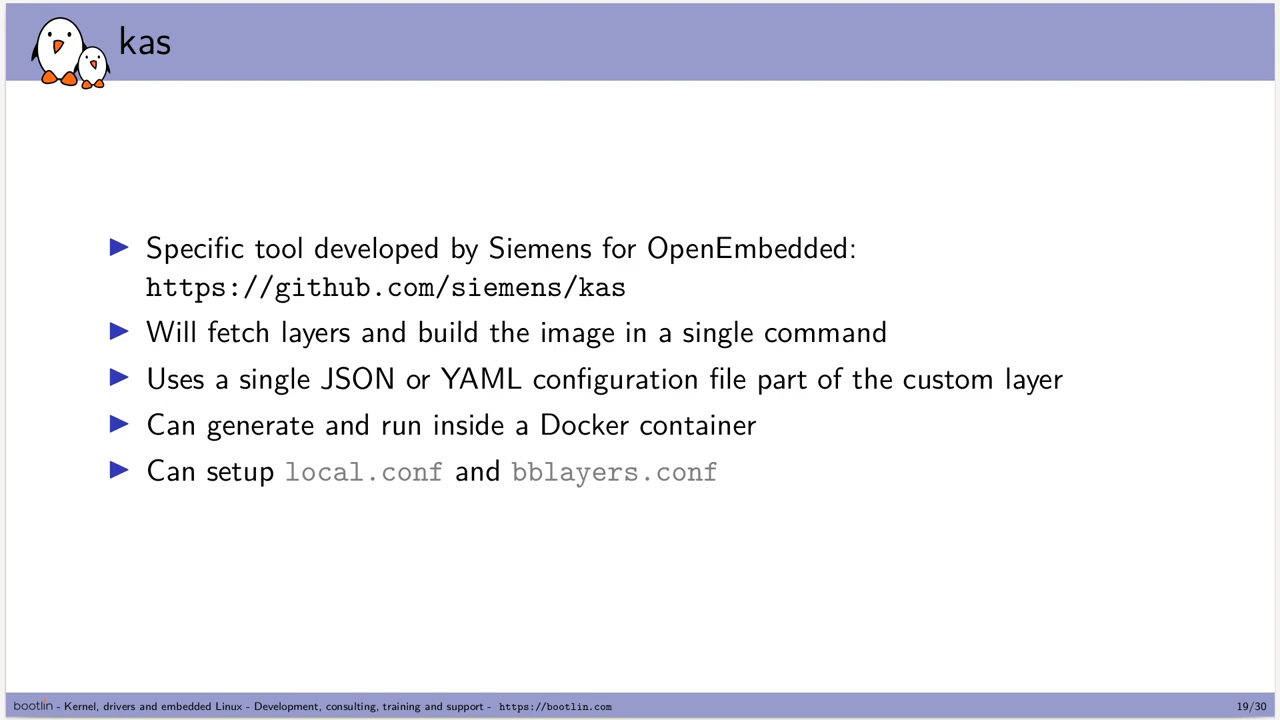 kas
Specific tool developed by Siemens for OpenEmbedded:
https://github.com/siemens/kas
Will fetch layers and build the image in a single command
Uses a single JSON or YAML configuration file part of the custom layer
Can generate and run inside a Docker container
Can setup local.conf and bblayers.conf
bootlin - Kernel, drivers and embedded Linux - Development, consulting, training and support - https://bootlin.com
19/30